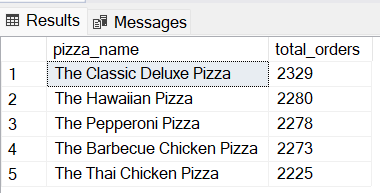 Results Messages
pizza_name total_orders
1 The Classic Deluxe Pizza 2329
2 The Hawaiian Pizza 2280
3 The Pepperoni Pizza 2278
4 The Barbecue Chicken Pizza 2273
5 The Thai Chicken Pizza 2225